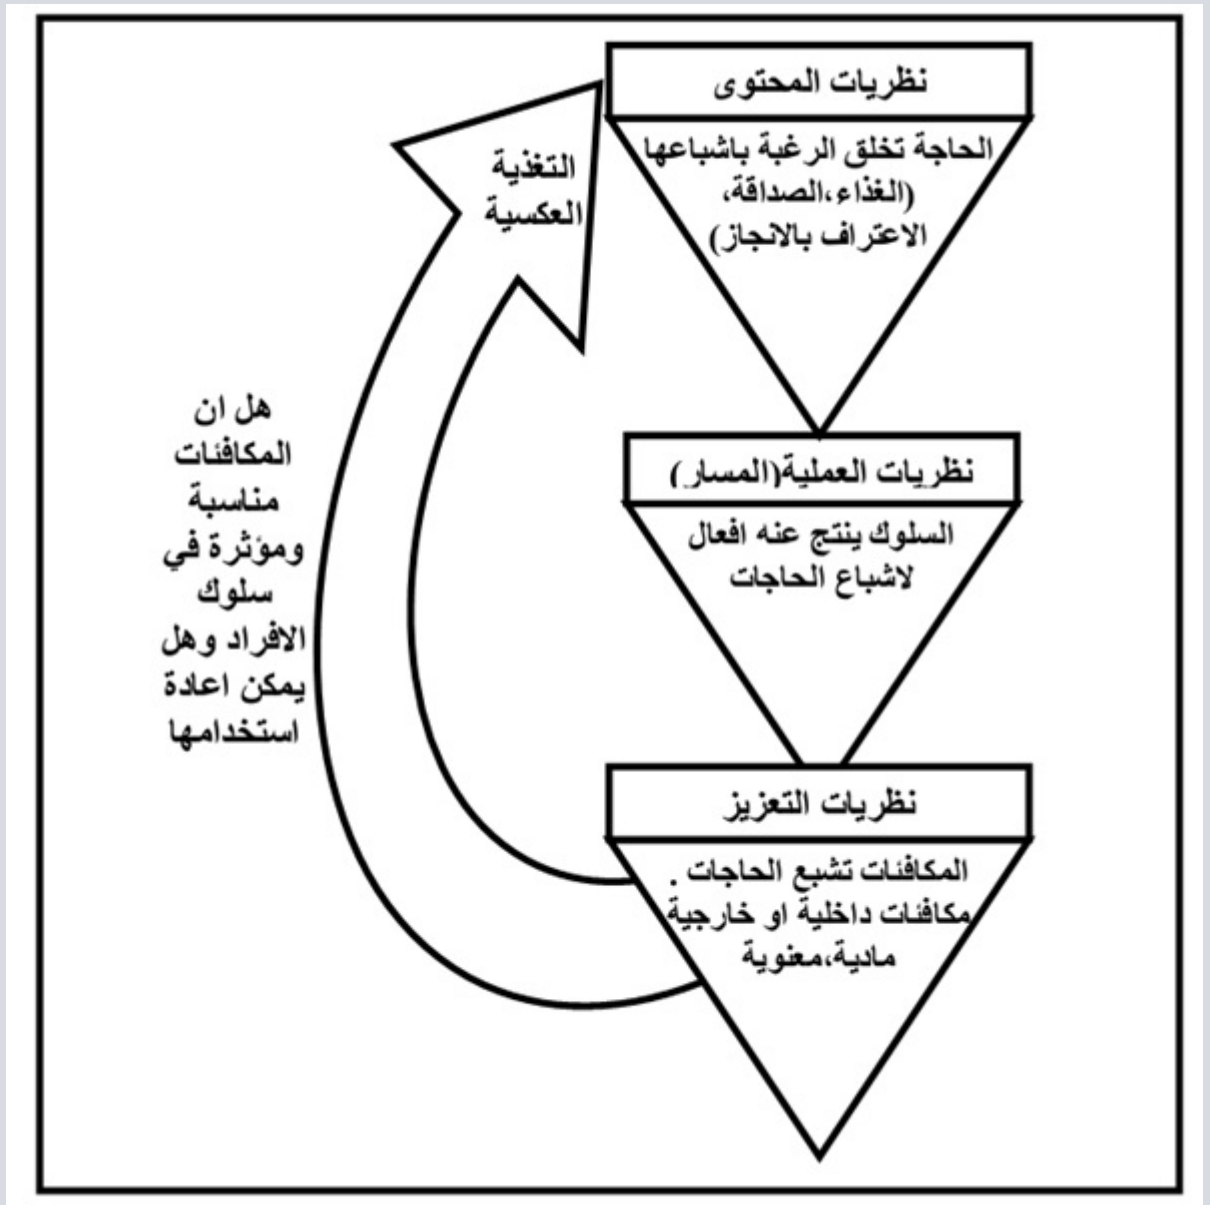 نظريات المحتوى
الحاجة تخلق الرغبة باشباعها
(الغذاء،الصداقة،
الاعتراف بالانجاز)
التغذية
العكسية
نظريات العملية(المسار)
السلوك ينتج عنه افعال
لاشباع الحاجات
هل ان
المكافئات
مناسبة
ومؤثرة في
سلوك
الافراد وهل
يمكن اعادة
استخدامها
نظريات التعزيز
المكافئات تشبع الحاجات .
مكافئات داخلية او خارجية
مادية،معنوية